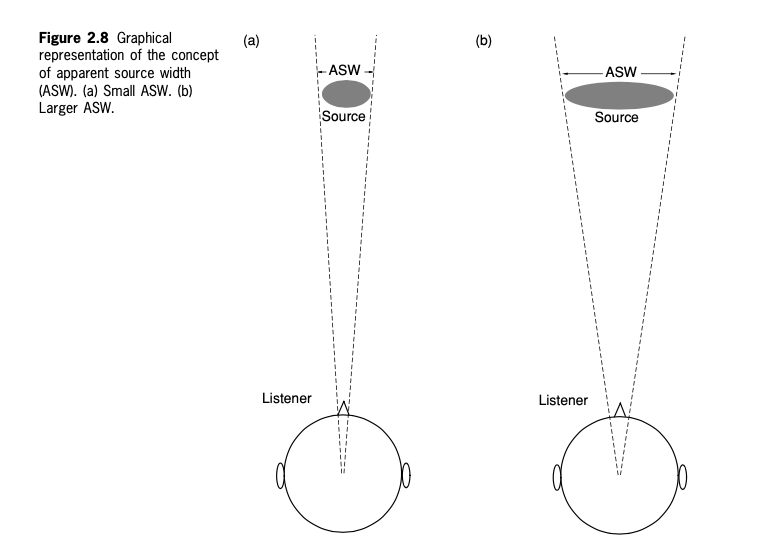 Figure 2.8 Graphical
representation of the concept
of apparent source width
(ASW). (a) Small ASW. (b)
Larger ASW.
(a)
ASW
Source
Listener
(b)
ASW
Source
Listener